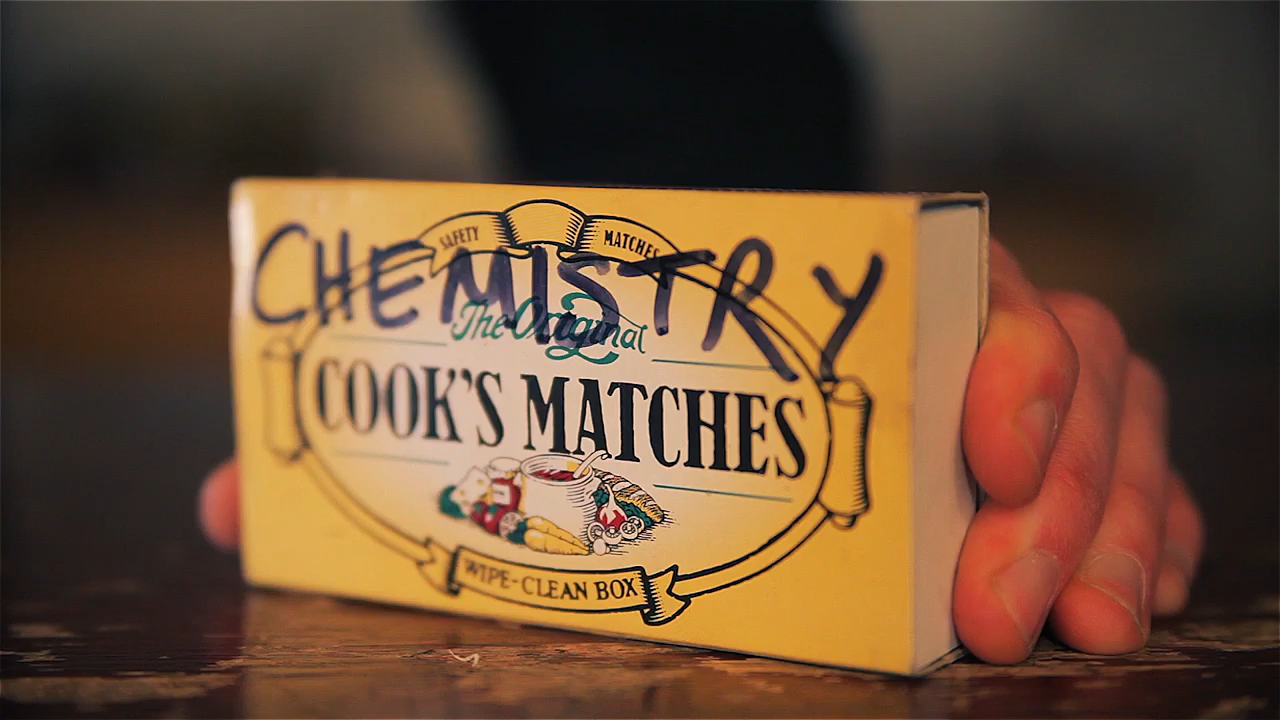 SAFETY MATCHES
CHEMISTRY
The Original
COOK'S MATCHES
WIPE-CLEAN BOX